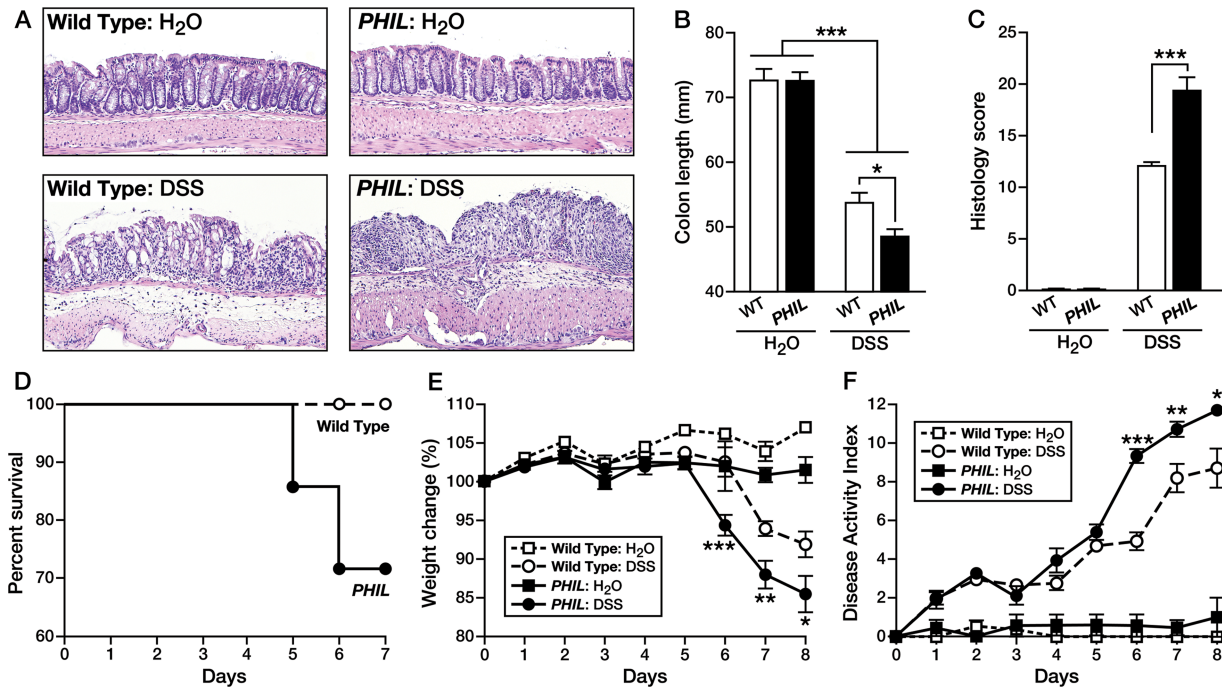 A
Wild Type: H₂O
PHIL: H₂O
Wild Type: DSS
PHIL: DSS
B
Colon length (mm)
80
70
60
50
40
***
*
WT
PHIL
WT
PHIL
H₂O
DSS
C
Histology score
25
20
15
10
5
0
***
WT
PHIL
WT
PHIL
H₂O
DSS
D
Percent survival
100
90
80
70
60
Wild Type
PHIL
0 1 2 3 4 5 6 7
Days
E
Weight change (%)
110
105
100
95
90
85
80
Wild Type: H₂O
Wild Type: DSS
PHIL: H₂O
PHIL: DSS
***
**
*
0 1 2 3 4 5 6 7 8
Days
F
Disease Activity Index
12
10
8
6
4
2
0
Wild Type: H₂O
Wild Type: DSS
PHIL: H₂O
PHIL: DSS
***
**
*
0 1 2 3 4 5 6 7 8
Days